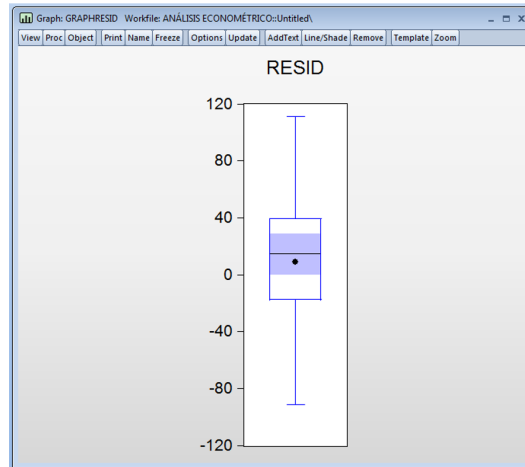 Graph: GRAPHRESID Workfile: ANÁLISIS ECONOMÉTRICO::Untitled\
View Proc Object Print Name Freeze Options Update AddText Line/Shade Remove Template Zoom
RESID
120
80
40
0
-40
-80
-120